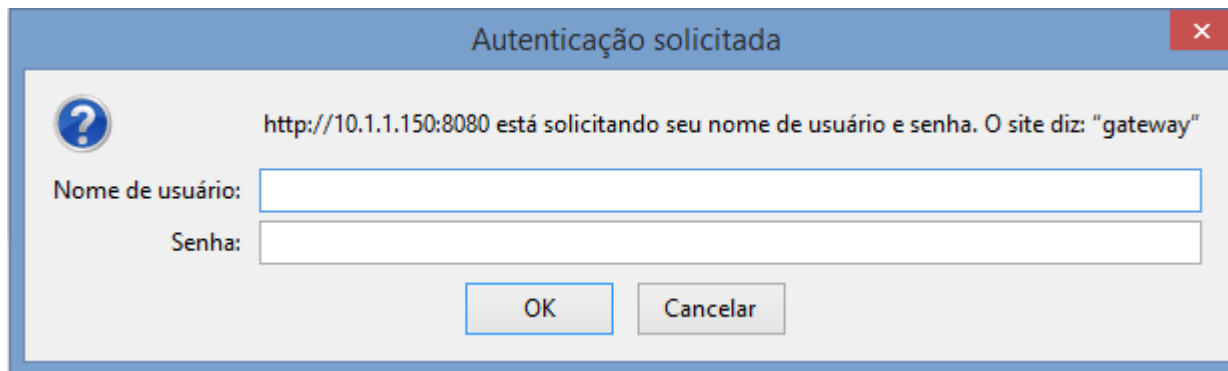 Autenticação solicitada
http://10.1.1.150:8080 está solicitando seu nome de usuário e senha. O site diz: “gateway”
Nome de usuário:
Senha:
OK Cancelar